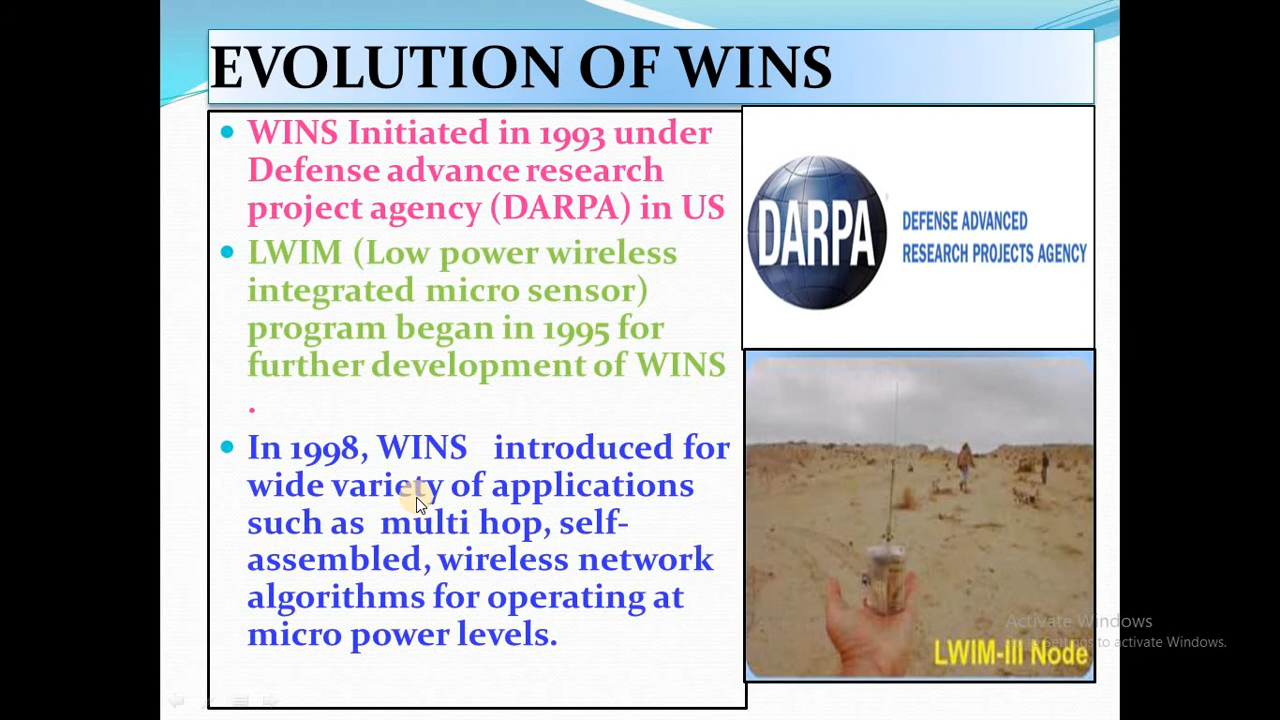 EVOLUTION OF WINS
WINS Initiated in 1993 under
Defense advance research
project agency (DARPA) in US
LWIM (Low power wireless
integrated micro sensor)
program began in 1995 for
further development of WINS
.
In 1998, WINS introduced for
wide variety of applications
such as multi hop, self-
assembled, wireless network
algorithms for operating at
micro power levels.
DARPA
DEFENSE ADVANCED
RESEARCH PROJECTS AGENCY
LWIM-III Node
Activate Windows
to activate Windows.